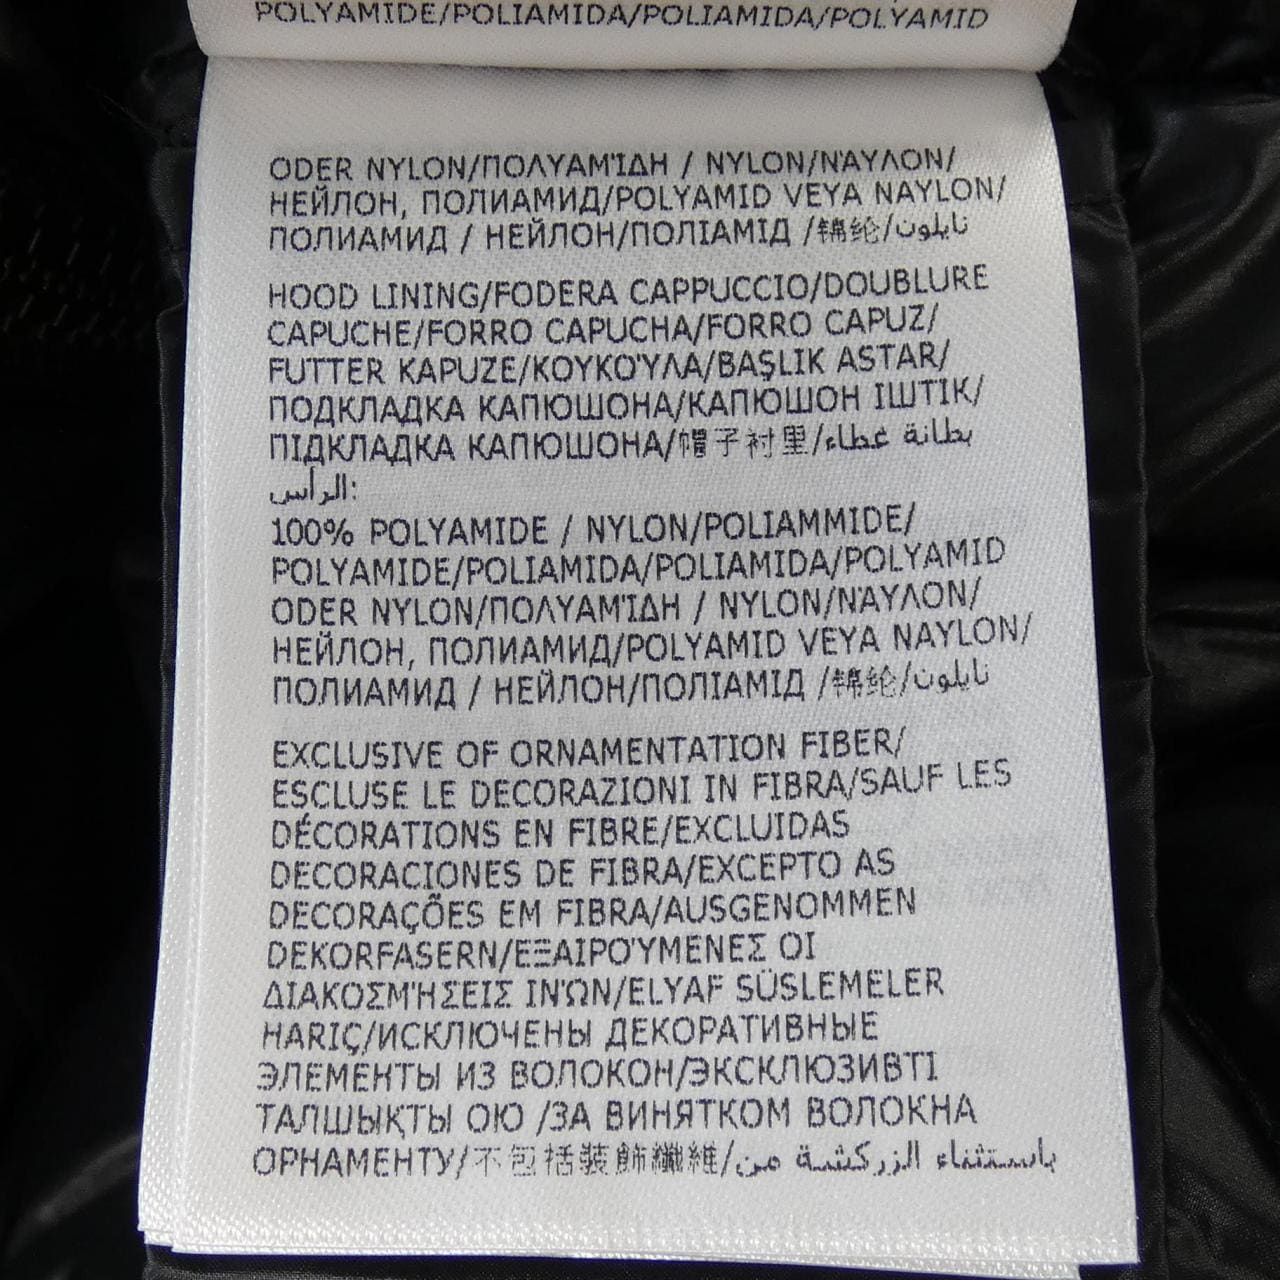 POLYAMIDE/POLIAMIDA/POLIAMIDA/POLYAMID
ODER NYLON/ΠΟΛΥΑΜΊΔΗ / NYLON/ΝΆΥΛΟΝ/
НЕЙЛОН, ПОЛИАМИД/POLYAMID VEYA NAYLON/
ПОЛИАМИД / НЕЙЛОН/ПОЛІАМІД /锦纶/نايلون
HOOD LINING/FODERA CAPPUCCIO/DOUBLURE
CAPUCHE/FORRO CAPUCHA/FORRO CAPUZ/
FUTTER KAPUZE/ΚΟΥΚΟΎΛΑ/BAŞLIK ASTAR/
ПОДКЛАДКА КАПЮШОНА/КАПЮШОН ІШТІК/
ПІДКЛАДКА КАПЮШОНА/帽子衬里/بطانة غطاء
الرأس:
100% POLYAMIDE / NYLON/POLIAMMIDE/
POLYAMIDE/POLIAMIDA/POLIAMIDA/POLYAMID
ODER NYLON/ΠΟΛΥΑΜΊΔΗ / NYLON/ΝΆΥΛΟΝ/
НЕЙЛОН, ПОЛИАМИД/POLYAMID VEYA NAYLON/
ПОЛИАМИД / НЕЙЛОН/ПОЛІАМІД /锦纶/نايلون
EXCLUSIVE OF ORNAMENTATION FIBER/
ESCLUSE LE DECORAZIONI IN FIBRA/SAUF LES
DÉCORATIONS EN FIBRE/EXCLUIDAS
DECORACIONES DE FIBRA/EXCEPTO AS
DECORAÇÕES EM FIBRA/AUSGENOMMEN
DEKORFASERN/ΕΞΑΙΡΟΎΜΕΝΕΣ ΟΙ
ΔΙΑΚΟΣΜΉΣΕΙΣ ΙΝΏΝ/ELYAF SÜSLEMELER
HARIÇ/ИСКЛЮЧЕНЫ ДЕКОРАТИВНЫЕ
ЭЛЕМЕНТЫ ИЗ ВОЛОКОН/ЭКСКЛЮЗИВТІ
ТАЛШЫҚТЫ ОЮ /ЗА ВИНЯТКОМ ВОЛОКНА
ОРНАМЕНТУ/不包括装飾纖維/باستثناء الزركشة من